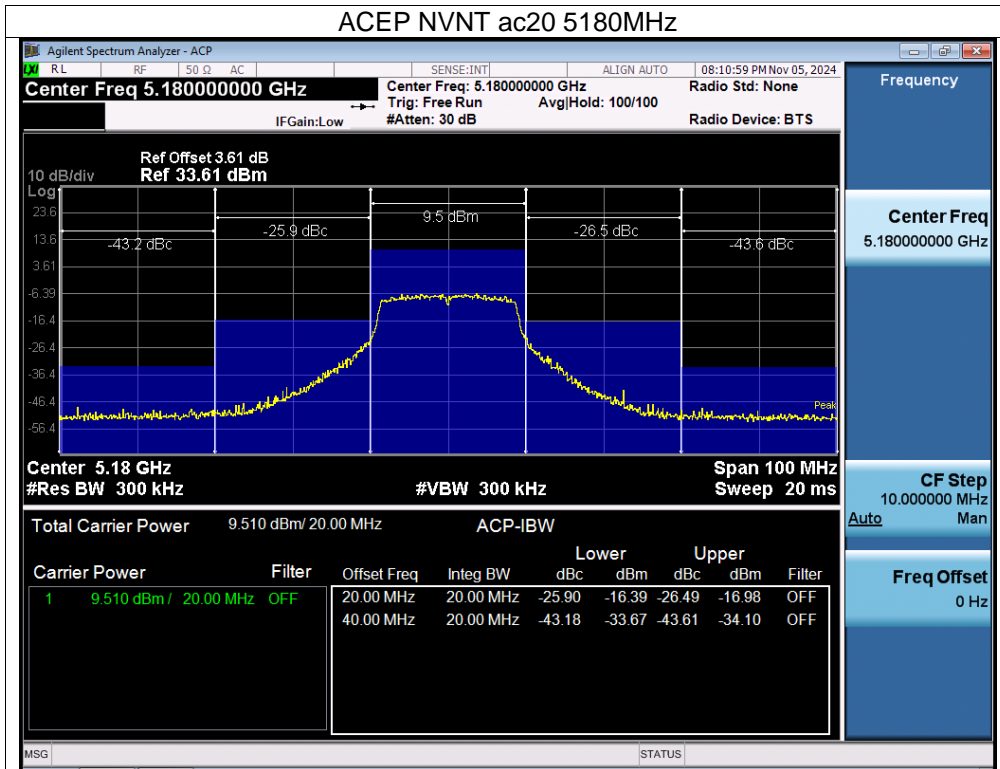 ACEP NVNT ac20 5180MHz
Agilent Spectrum Analyzer - ACP
LXI RL RF 50 Ω AC SENSE:INT ALIGN AUTO 08:10:59 PM Nov 05, 2024
Center Freq 5.180000000 GHz Center Freq: 5.180000000 GHz Radio Std: None
Trig: Free Run Avg|Hold: 100/100
IFGain:Low #Atten: 30 dB Radio Device: BTS
Frequency
Ref Offset 3.61 dB
10 dB/div Ref 33.61 dBm
Log
23.6
13.6
3.61
-6.39
-16.4
-26.4
-36.4
-46.4
-56.4
-43.2 dBc -25.9 dBc 9.5 dBm -26.5 dBc -43.6 dBc
Peak
Center 5.18 GHz Span 100 MHz
#Res BW 300 kHz #VBW 300 kHz Sweep 20 ms
Center Freq
5.180000000 GHz
CF Step
10.000000 MHz
Auto Man
Freq Offset
0 Hz
Total Carrier Power 9.510 dBm/ 20.00 MHz ACP-IBW
Lower Upper
Carrier Power Filter Offset Freq Integ BW dBc dBm dBc dBm Filter
1 9.510 dBm / 20.00 MHz OFF 20.00 MHz 20.00 MHz -25.90 -16.39 -26.49 -16.98 OFF
40.00 MHz 20.00 MHz -43.18 -33.67 -43.61 -34.10 OFF
MSG STATUS